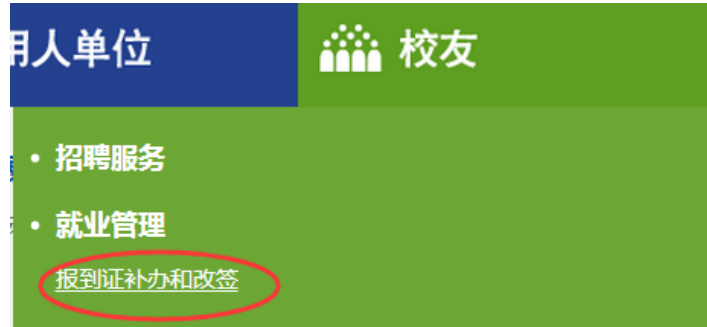 用人单位
校友
• 招聘服务
• 就业管理
报到证补办和改签